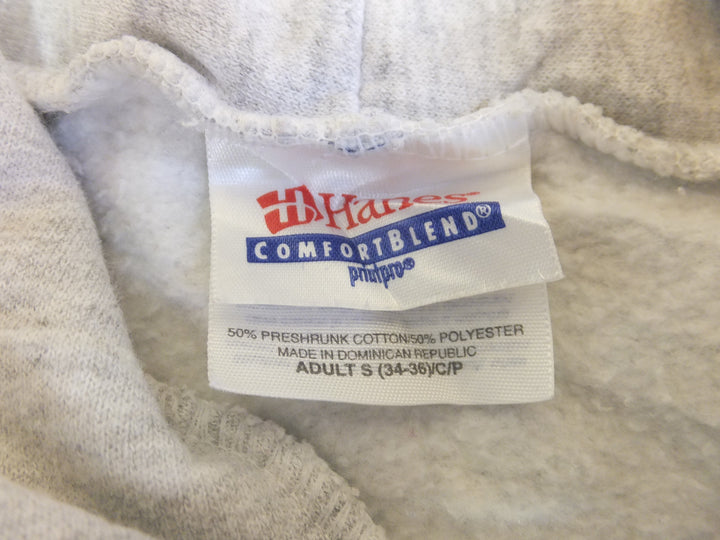 Hanes
COMFORTBLEND®
printpro®
50% PRESHRUNK COTTON/50% POLYESTER
MADE IN DOMINICAN REPUBLIC
ADULT S (34-36)/C/P